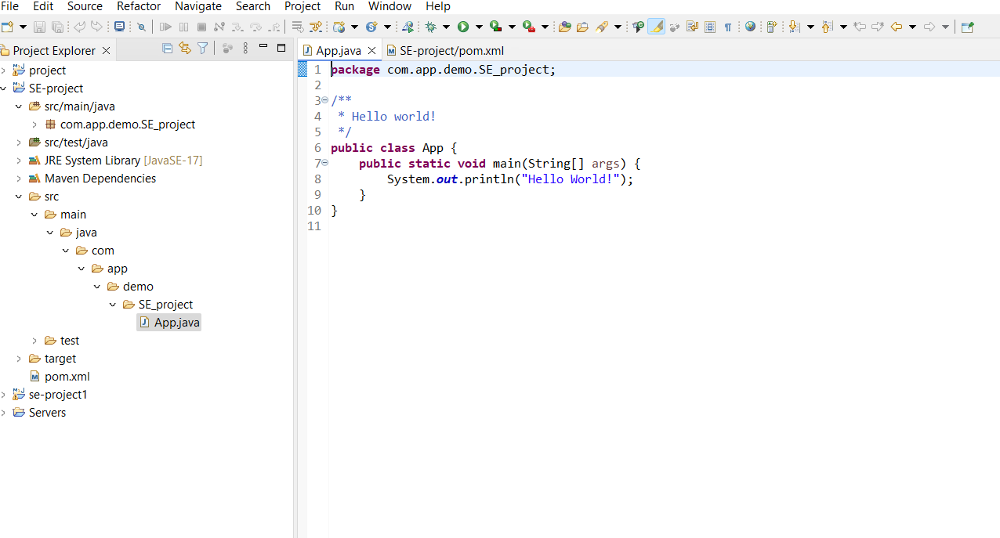 File Edit Source Refactor Navigate Search Project Run Window Help
Project Explorer
project
SE-project
src/main/java
com.app.demo.SE_project
src/test/java
JRE System Library [JavaSE-17]
Maven Dependencies
src
main
java
com
app
demo
SE_project
App.java
test
target
pom.xml
se-project1
Servers
App.java SE-project/pom.xml
1 package com.app.demo.SE_project;
2
3 /**
4 * Hello world!
5 */
6 public class App {
7 public static void main(String[] args) {
8 System.out.println("Hello World!");
9 }
10 }
11